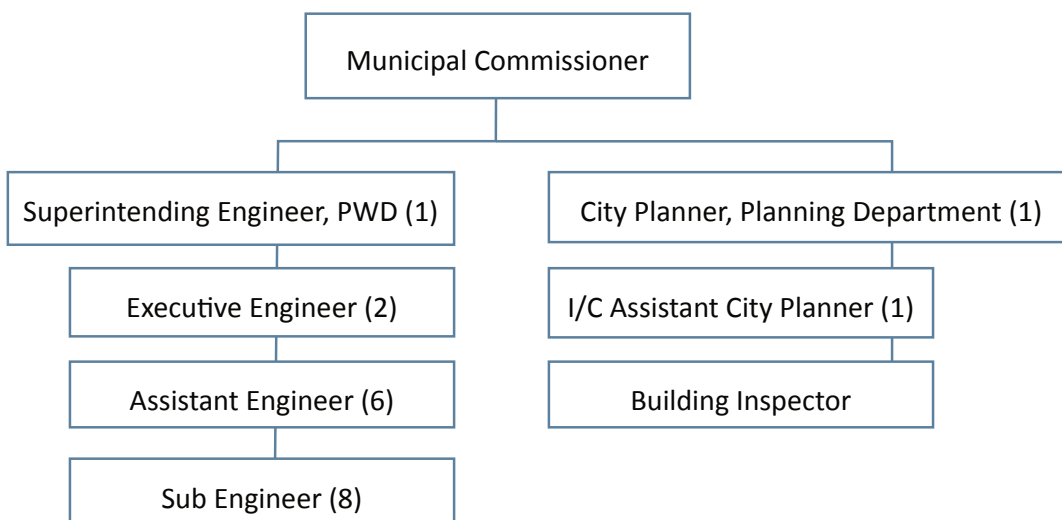 Municipal Commissioner
Superintending Engineer, PWD (1)
City Planner, Planning Department (1)
Executive Engineer (2)
I/C Assistant City Planner (1)
Assistant Engineer (6)
Building Inspector
Sub Engineer (8)